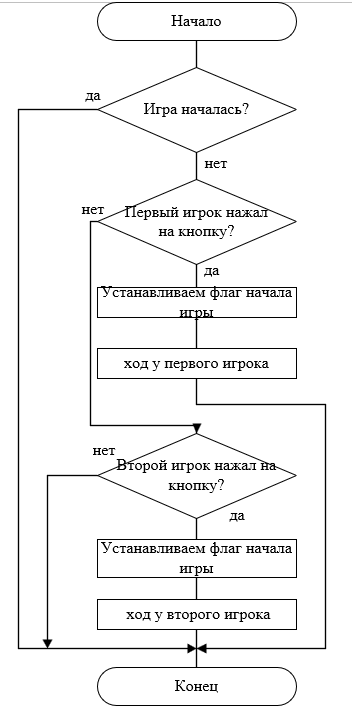 Начало
да
Игра началась?
нет
нет
Первый игрок нажал
на кнопку?
да
Устанавливаем флаг начала
игры
ход у первого игрока
нет
Второй игрок нажал на
кнопку?
да
Устанавливаем флаг начала
игры
ход у второго игрока
Конец